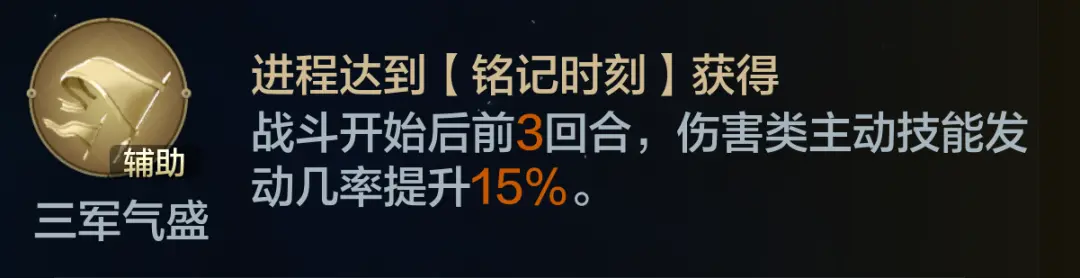 辅助
三军气盛
进程达到【铭记时刻】获得
战斗开始后前3回合，伤害类主动技能发
动几率提升15%。